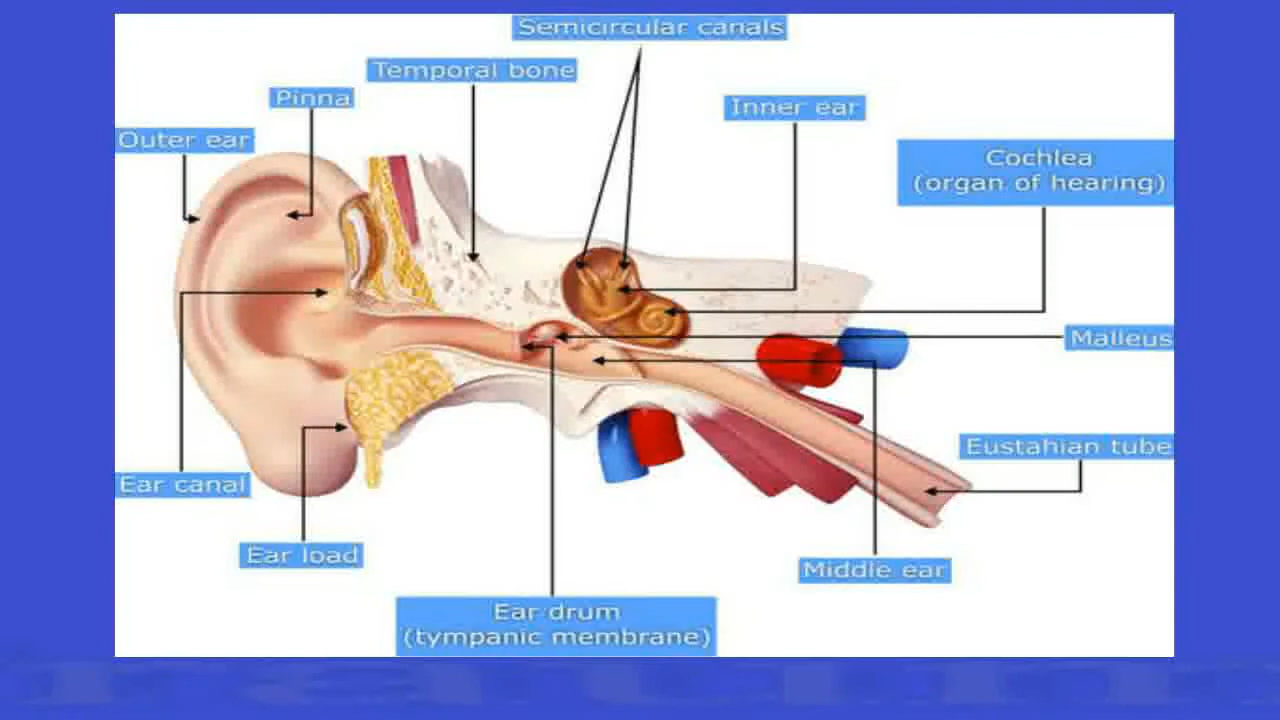 Semicircular canals
Temporal bone
Pinna
Inner ear
Outer ear
Cochlea
(organ of hearing)
Malleus
Eustahian tube
Ear canal
Ear load
Middle ear
Ear drum
(tympanic membrane)